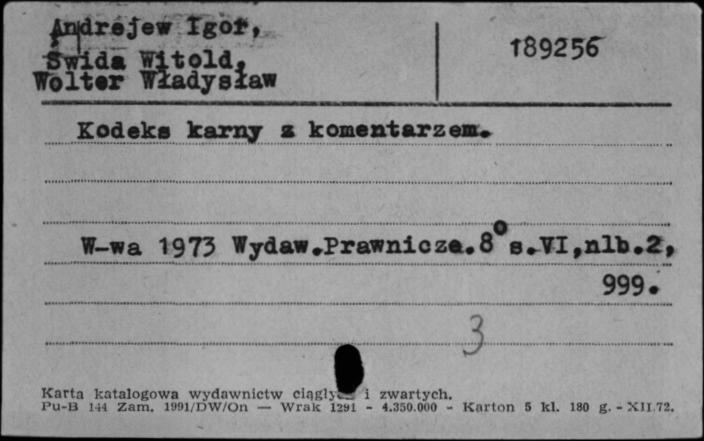 Andrejew Igor,
189256
Świda Witold,
Wolter Władysław
Kodeks karny z komentarzem.
W-wa 1973 Wydaw.Prawnicze.8° s.VI,nlb.2,
999.
3
Karta katalogowa wydawnictw ciągłych i zwartych.
Pu-B 144 Zam. 1991/DW/On — Wrak 1291 - 4.350.000 - Karton 5 kl. 180 g. - XII.72.